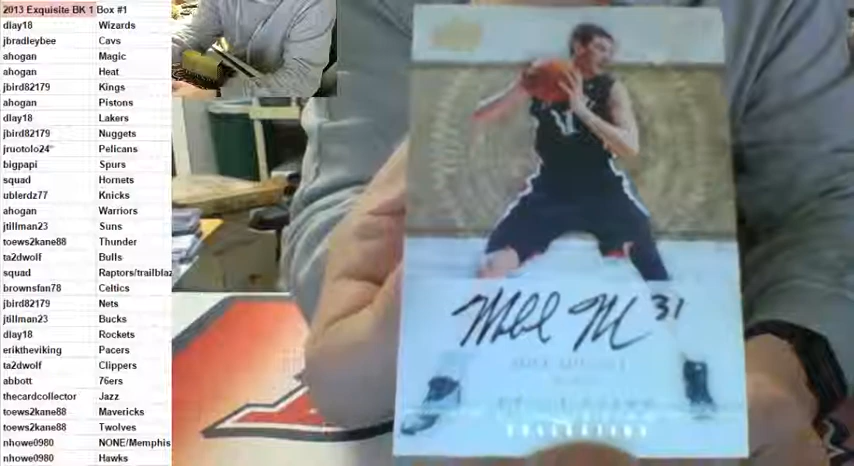 2013 Exquisite BK 1 Box #1
dlay18 Wizards
jbradleybee Cavs
ahogan Magic
ahogan Heat
jbird82179 Kings
ahogan Pistons
dlay18 Lakers
jbird82179 Nuggets
jruotolo24" Pelicans
bigpapi Spurs
squad Hornets
ublerdz77 Knicks
ahogan Warriors
jtillman23 Suns
toews2kane88 Thunder
ta2dwolf Bulls
squad Raptors/trailblaz
brownsfan78 Celtics
jbird82179 Nets
jtillman23 Bucks
dlay18 Rockets
eriktheviking Pacers
ta2dwolf Clippers
abbott 76ers
thecardcollector Jazz
toews2kane88 Mavericks
toews2kane88 Twolves
nhowe0980 NONE/Memphis
nhowe0980 Hawks
31
COLLECTION